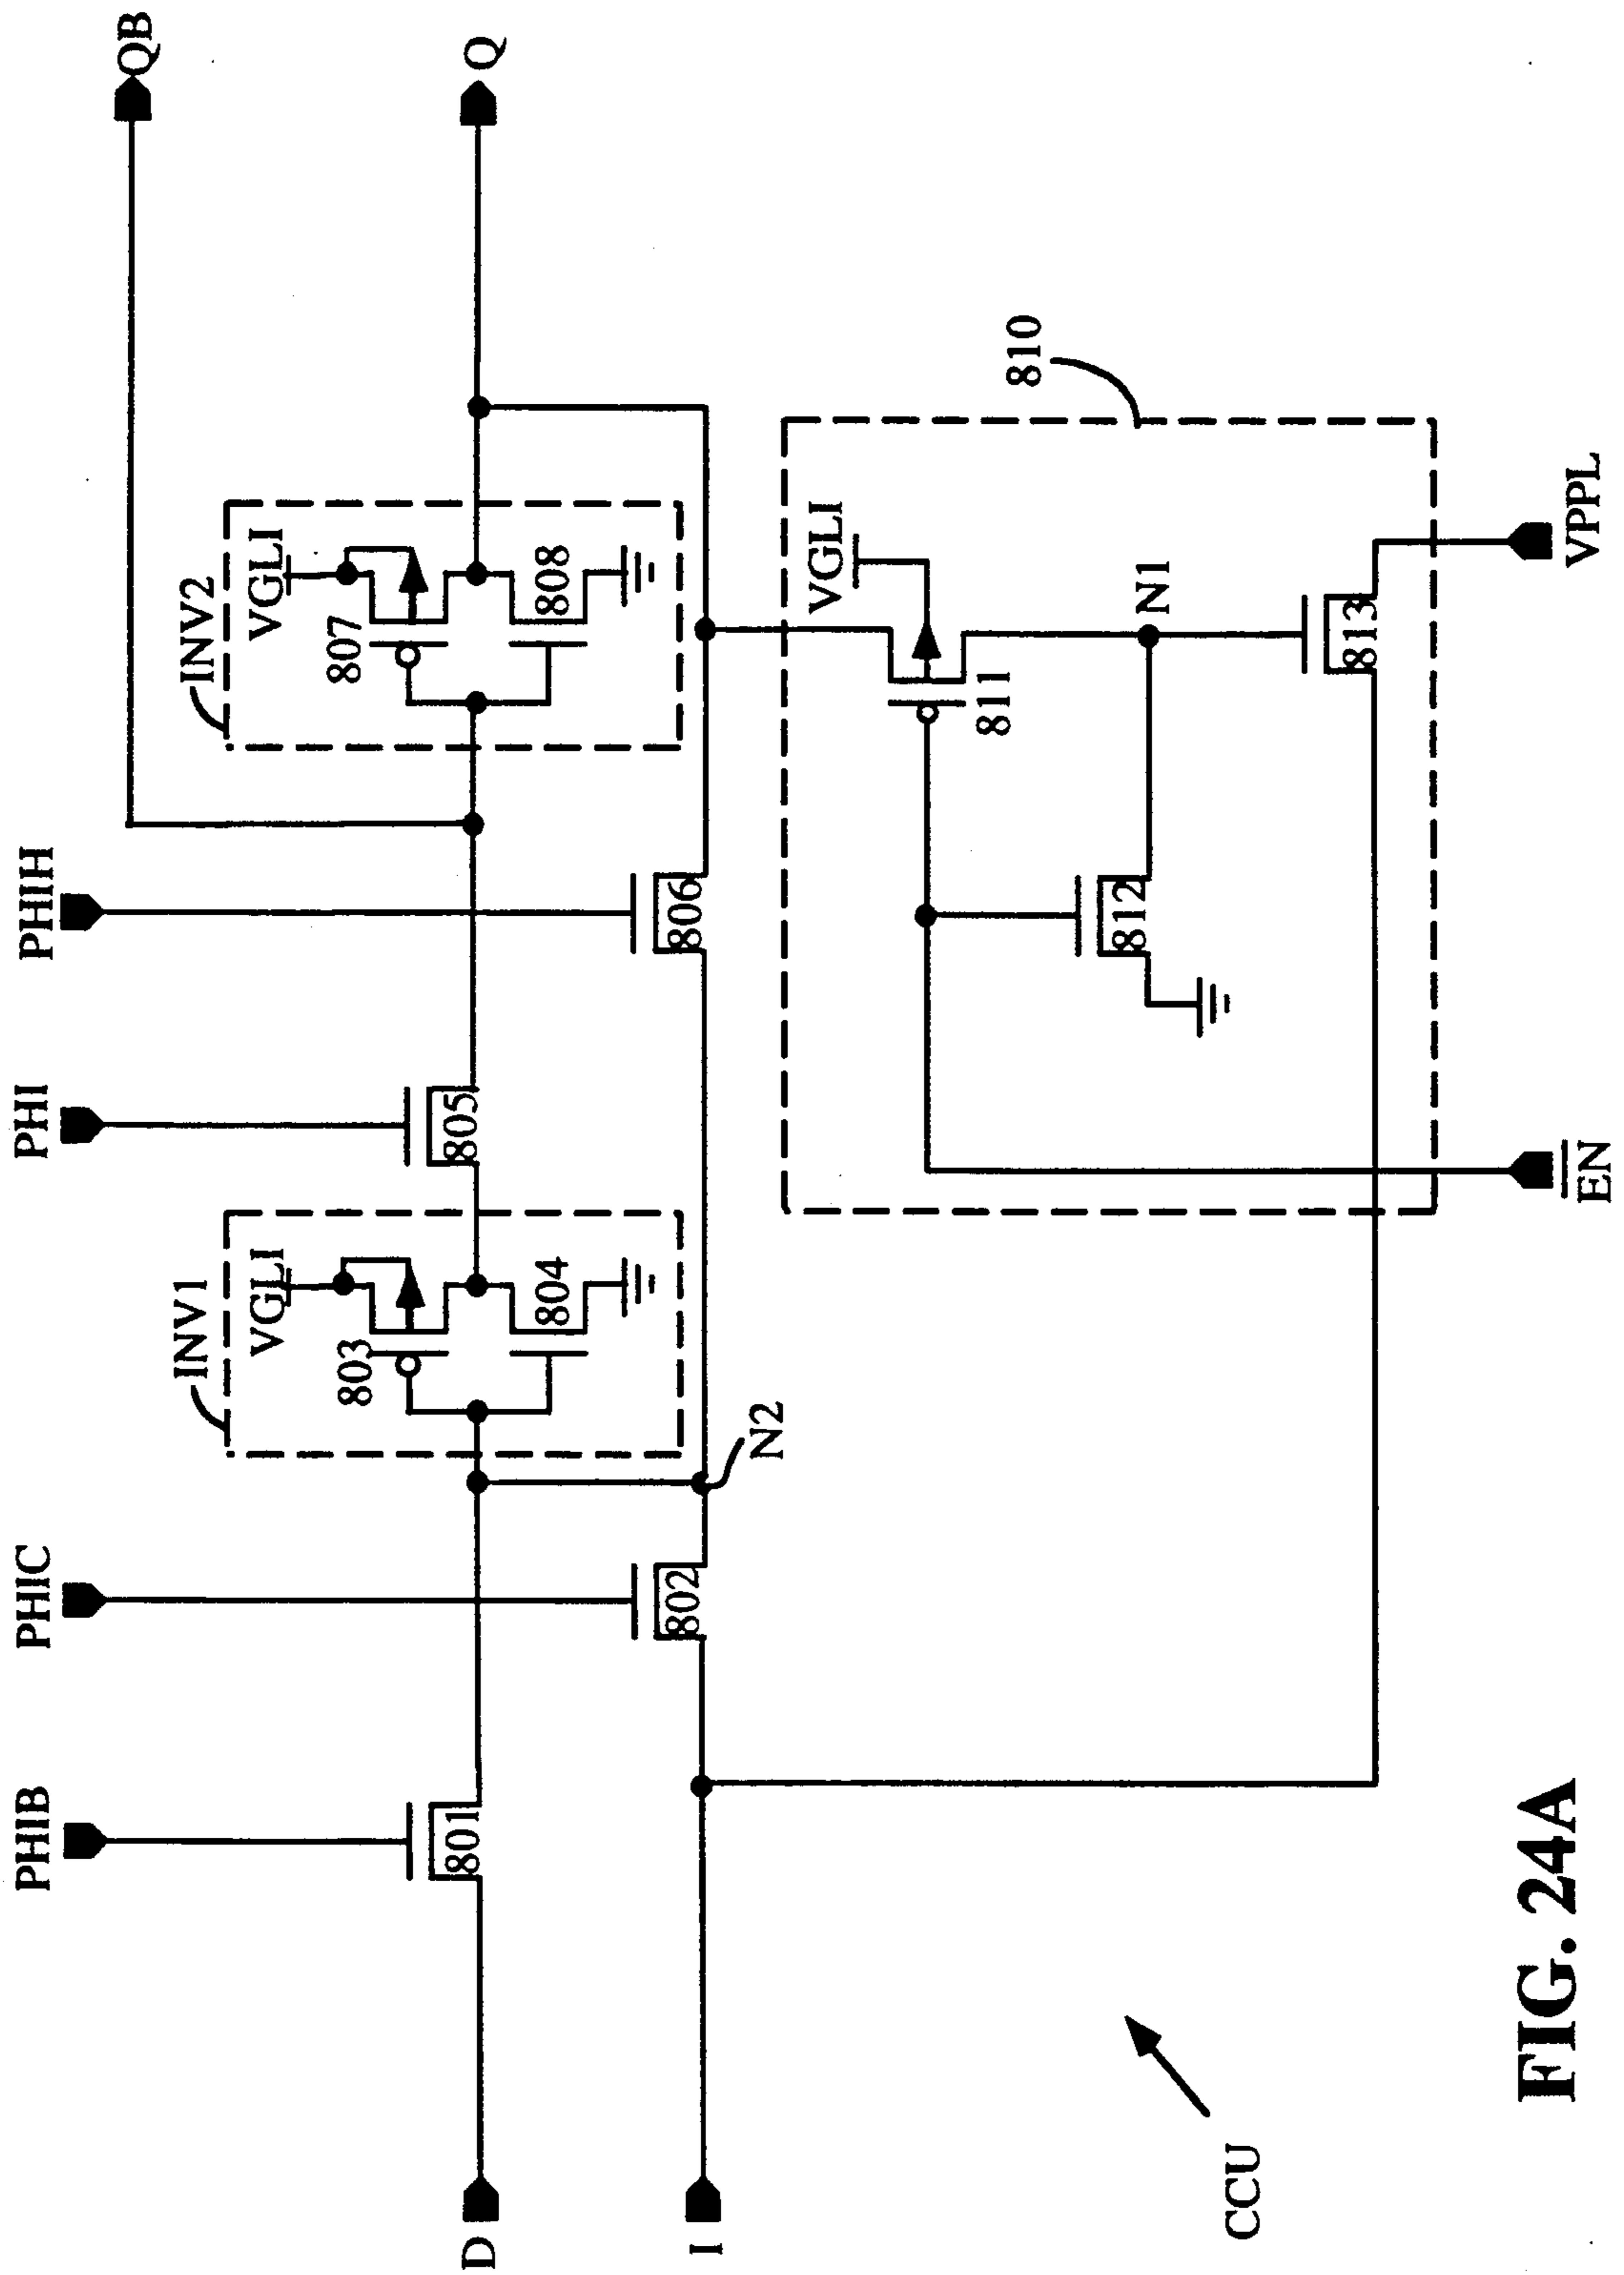 PHIB
PHIC
PHI
PHIH
QB
INV1
INV2
VGLI
VGLI
803
807
D
801
804
805
808
Q
I
802
N2
806
VGLI
810
811
812
N1
813
CCU
EN
VPPL
FIG. 24A